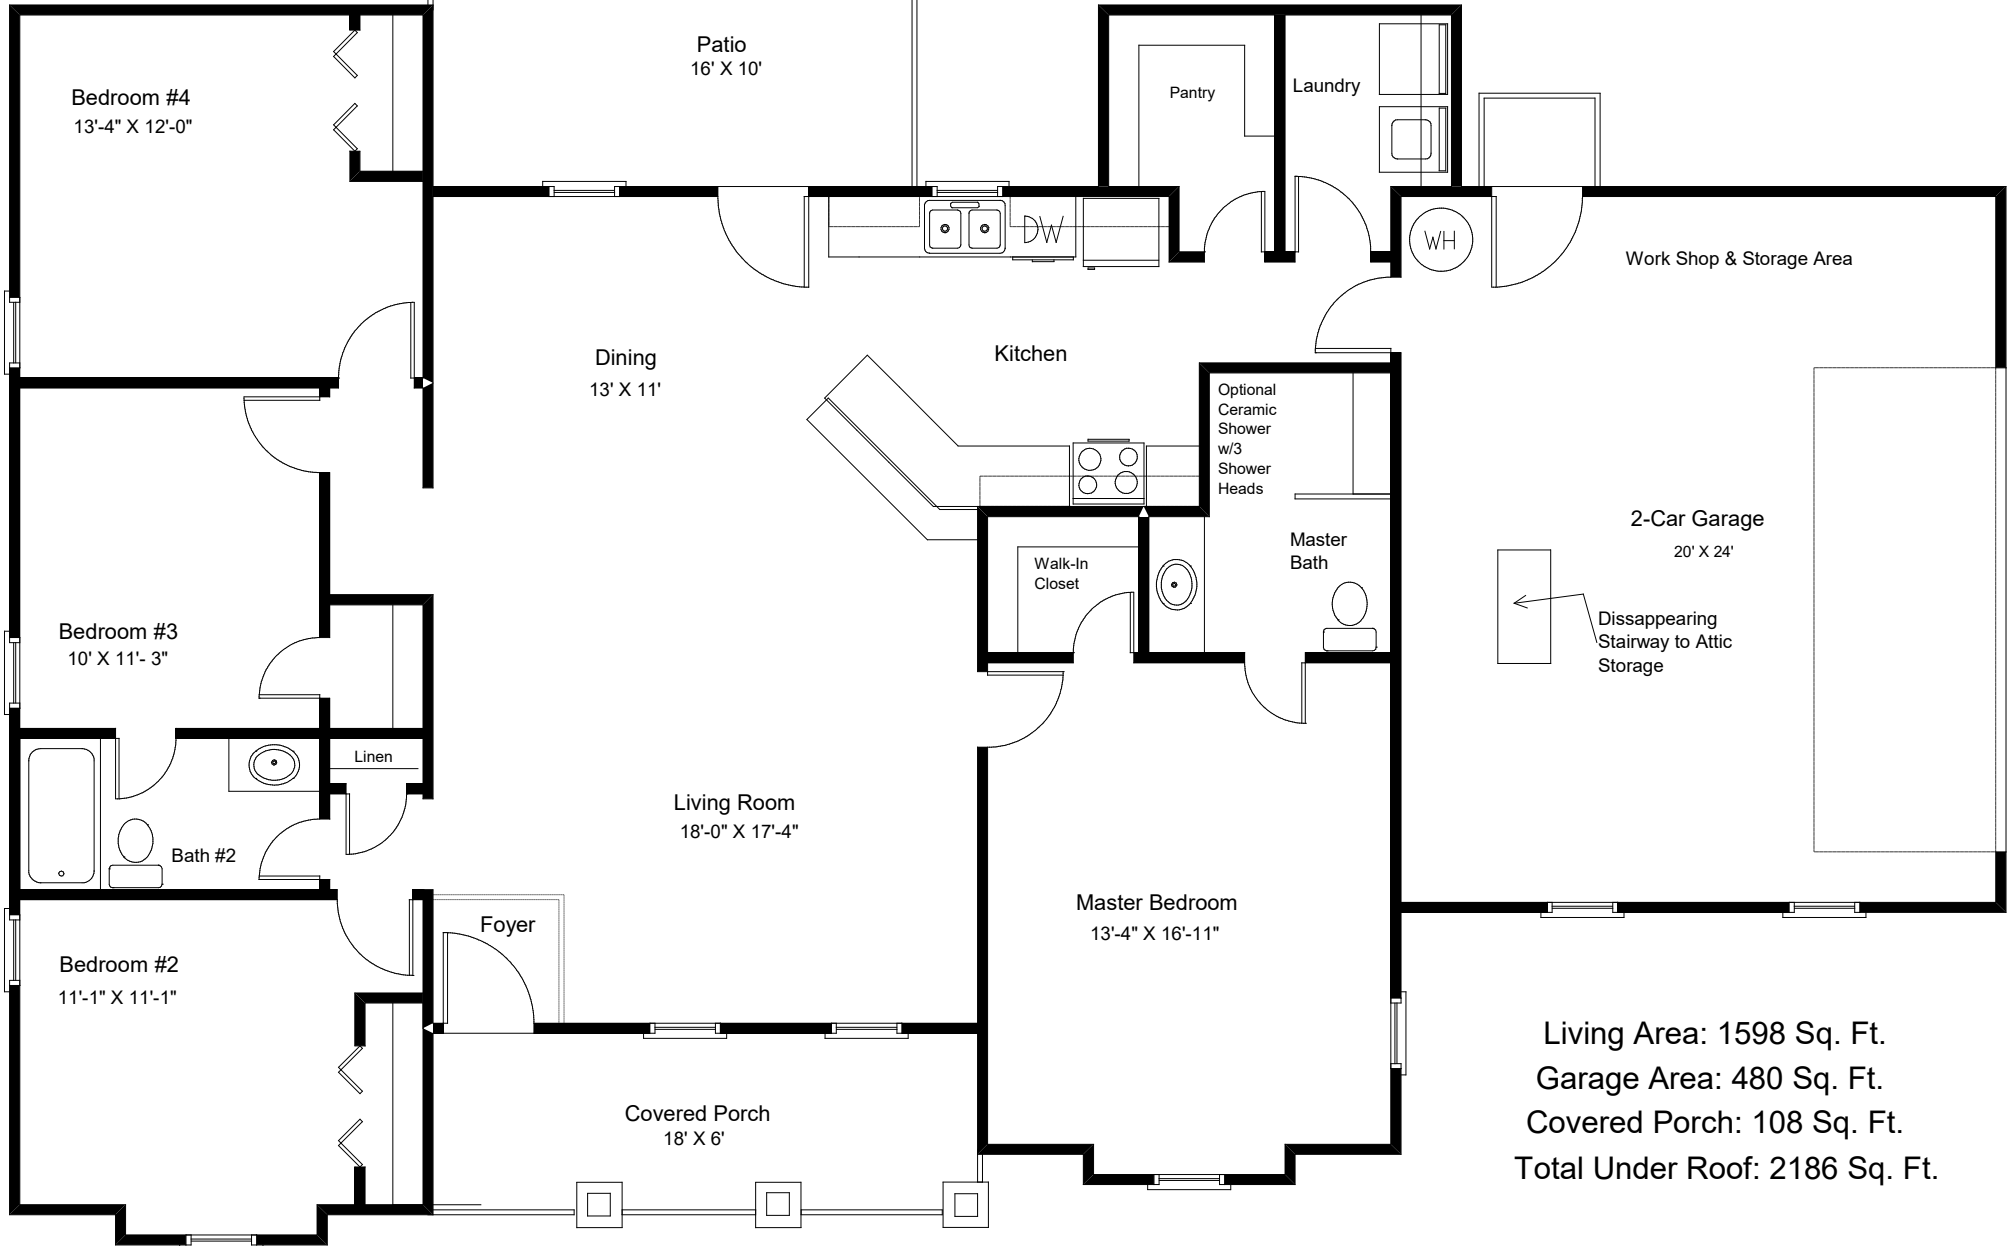 Patio
16' X 10'
Pantry
Laundry
Bedroom #4
13'-4" X 12'-0"
DW
WH
Work Shop & Storage Area
Dining
13' X 11'
Kitchen
Optional
Ceramic
Shower
w/3
Shower
Heads
Master
Bath
Walk-In
Closet
2-Car Garage
20' X 24'
Dissappearing
Stairway to Attic
Storage
Bedroom #3
10' X 11'- 3"
Linen
Bath #2
Living Room
18'-0" X 17'-4"
Master Bedroom
13'-4" X 16'-11"
Foyer
Bedroom #2
11'-1" X 11'-1"
Covered Porch
18' X 6'
Living Area: 1598 Sq. Ft.
Garage Area: 480 Sq. Ft.
Covered Porch: 108 Sq. Ft.
Total Under Roof: 2186 Sq. Ft.